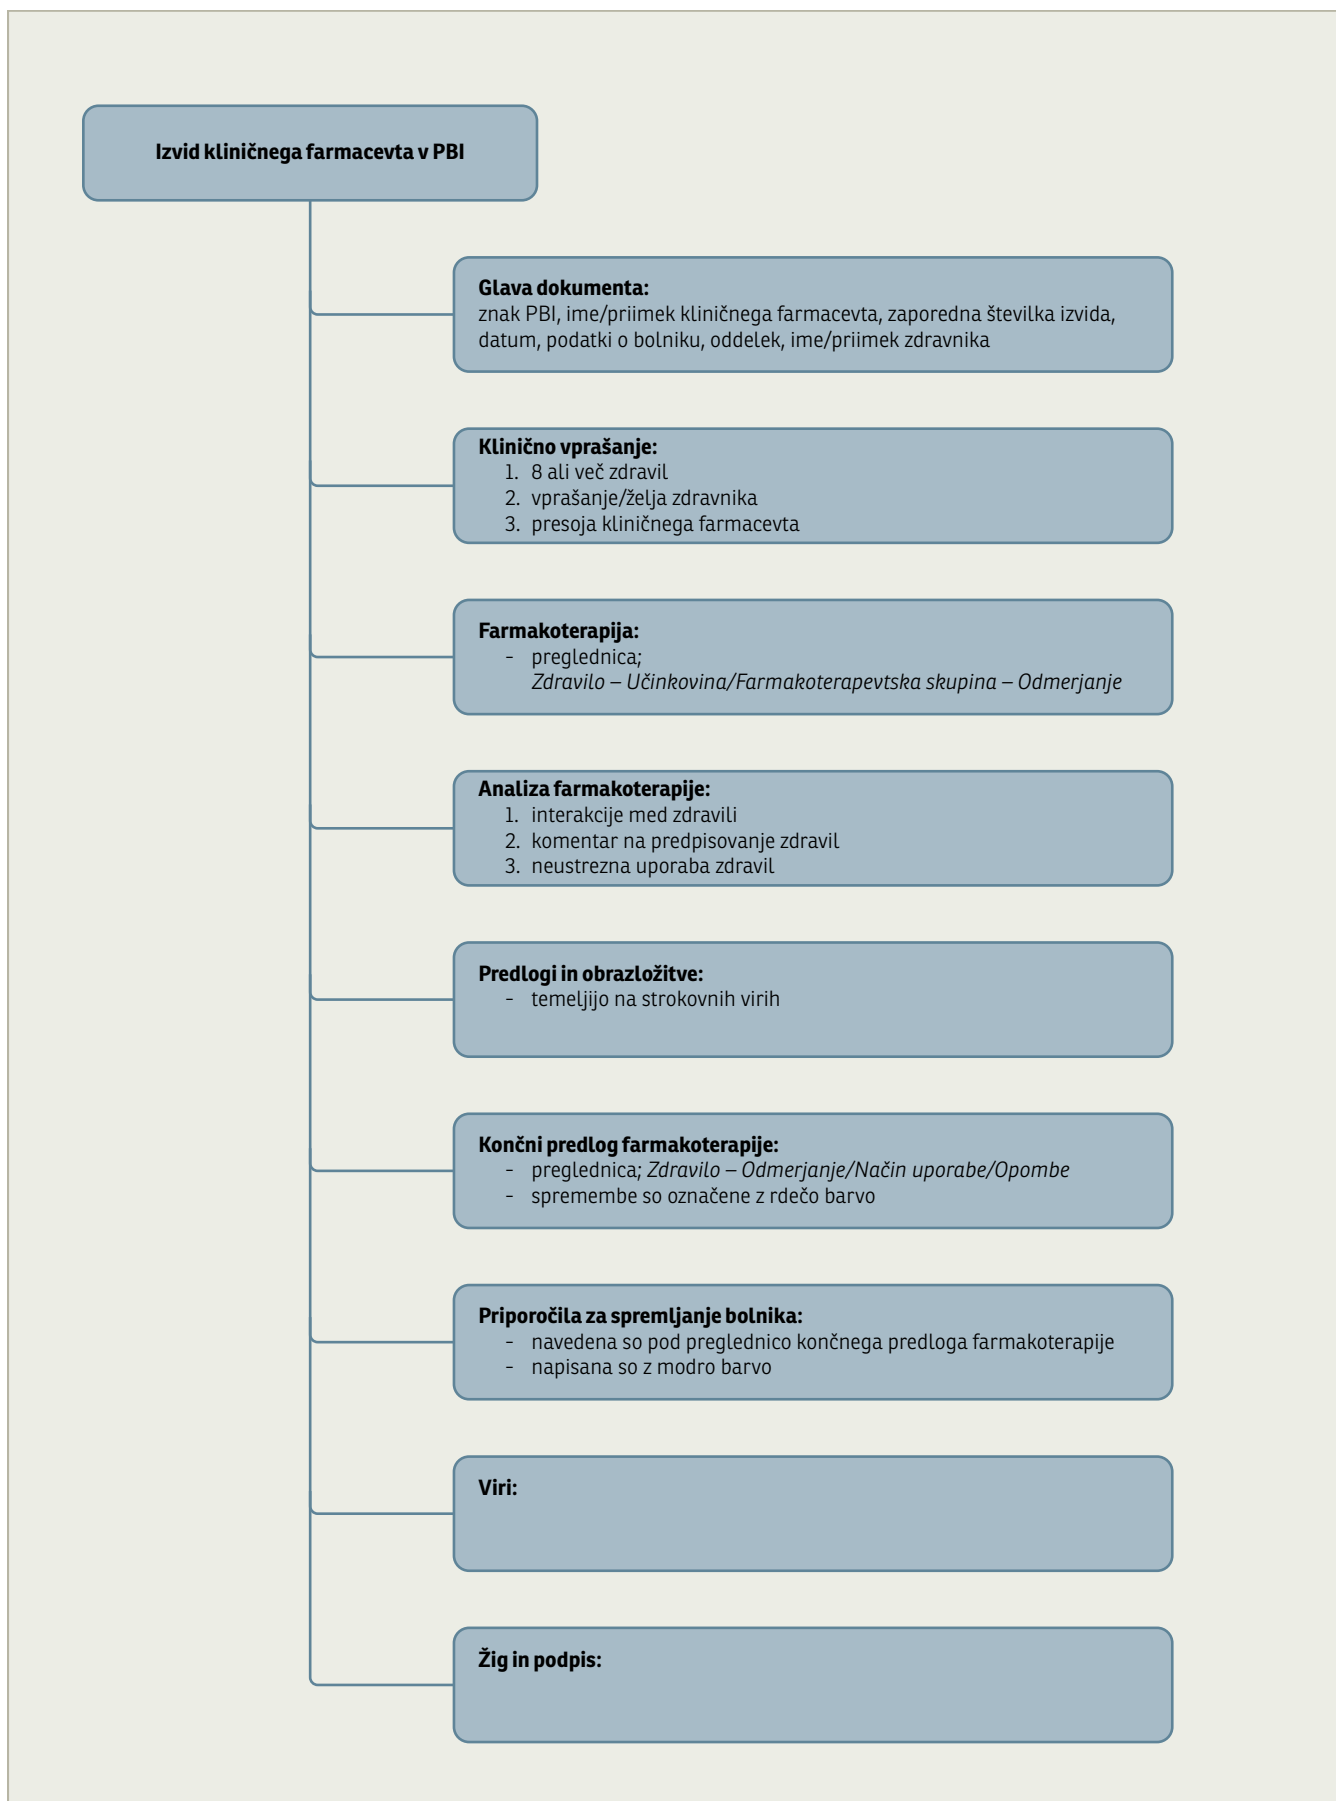 Izvid kliničnega farmacevta v PBI
Glava dokumenta:
znak PBI, ime/priimek kliničnega farmacevta, zaporedna številka izvida,
datum, podatki o bolniku, oddelek, ime/priimek zdravnika
Klinično vprašanje:
1. 8 ali več zdravil
2. vprašanje/želja zdravnika
3. presoja kliničnega farmacevta
Farmakoterapija:
- preglednica;
Zdravilo – Učinkovina/Farmakoterapevtska skupina – Odmerjanje
Analiza farmakoterapije:
1. interakcije med zdravili
2. komentar na predpisovanje zdravil
3. neustrezna uporaba zdravil
Predlogi in obrazložitve:
- temeljijo na strokovnih virih
Končni predlog farmakoterapije:
- preglednica; Zdravilo – Odmerjanje/Način uporabe/Opombe
- spremembe so označene z rdečo barvo
Priporočila za spremljanje bolnika:
- navedena so pod preglednico končnega predloga farmakoterapije
- napisana so z modro barvo
Viri:
Žig in podpis: